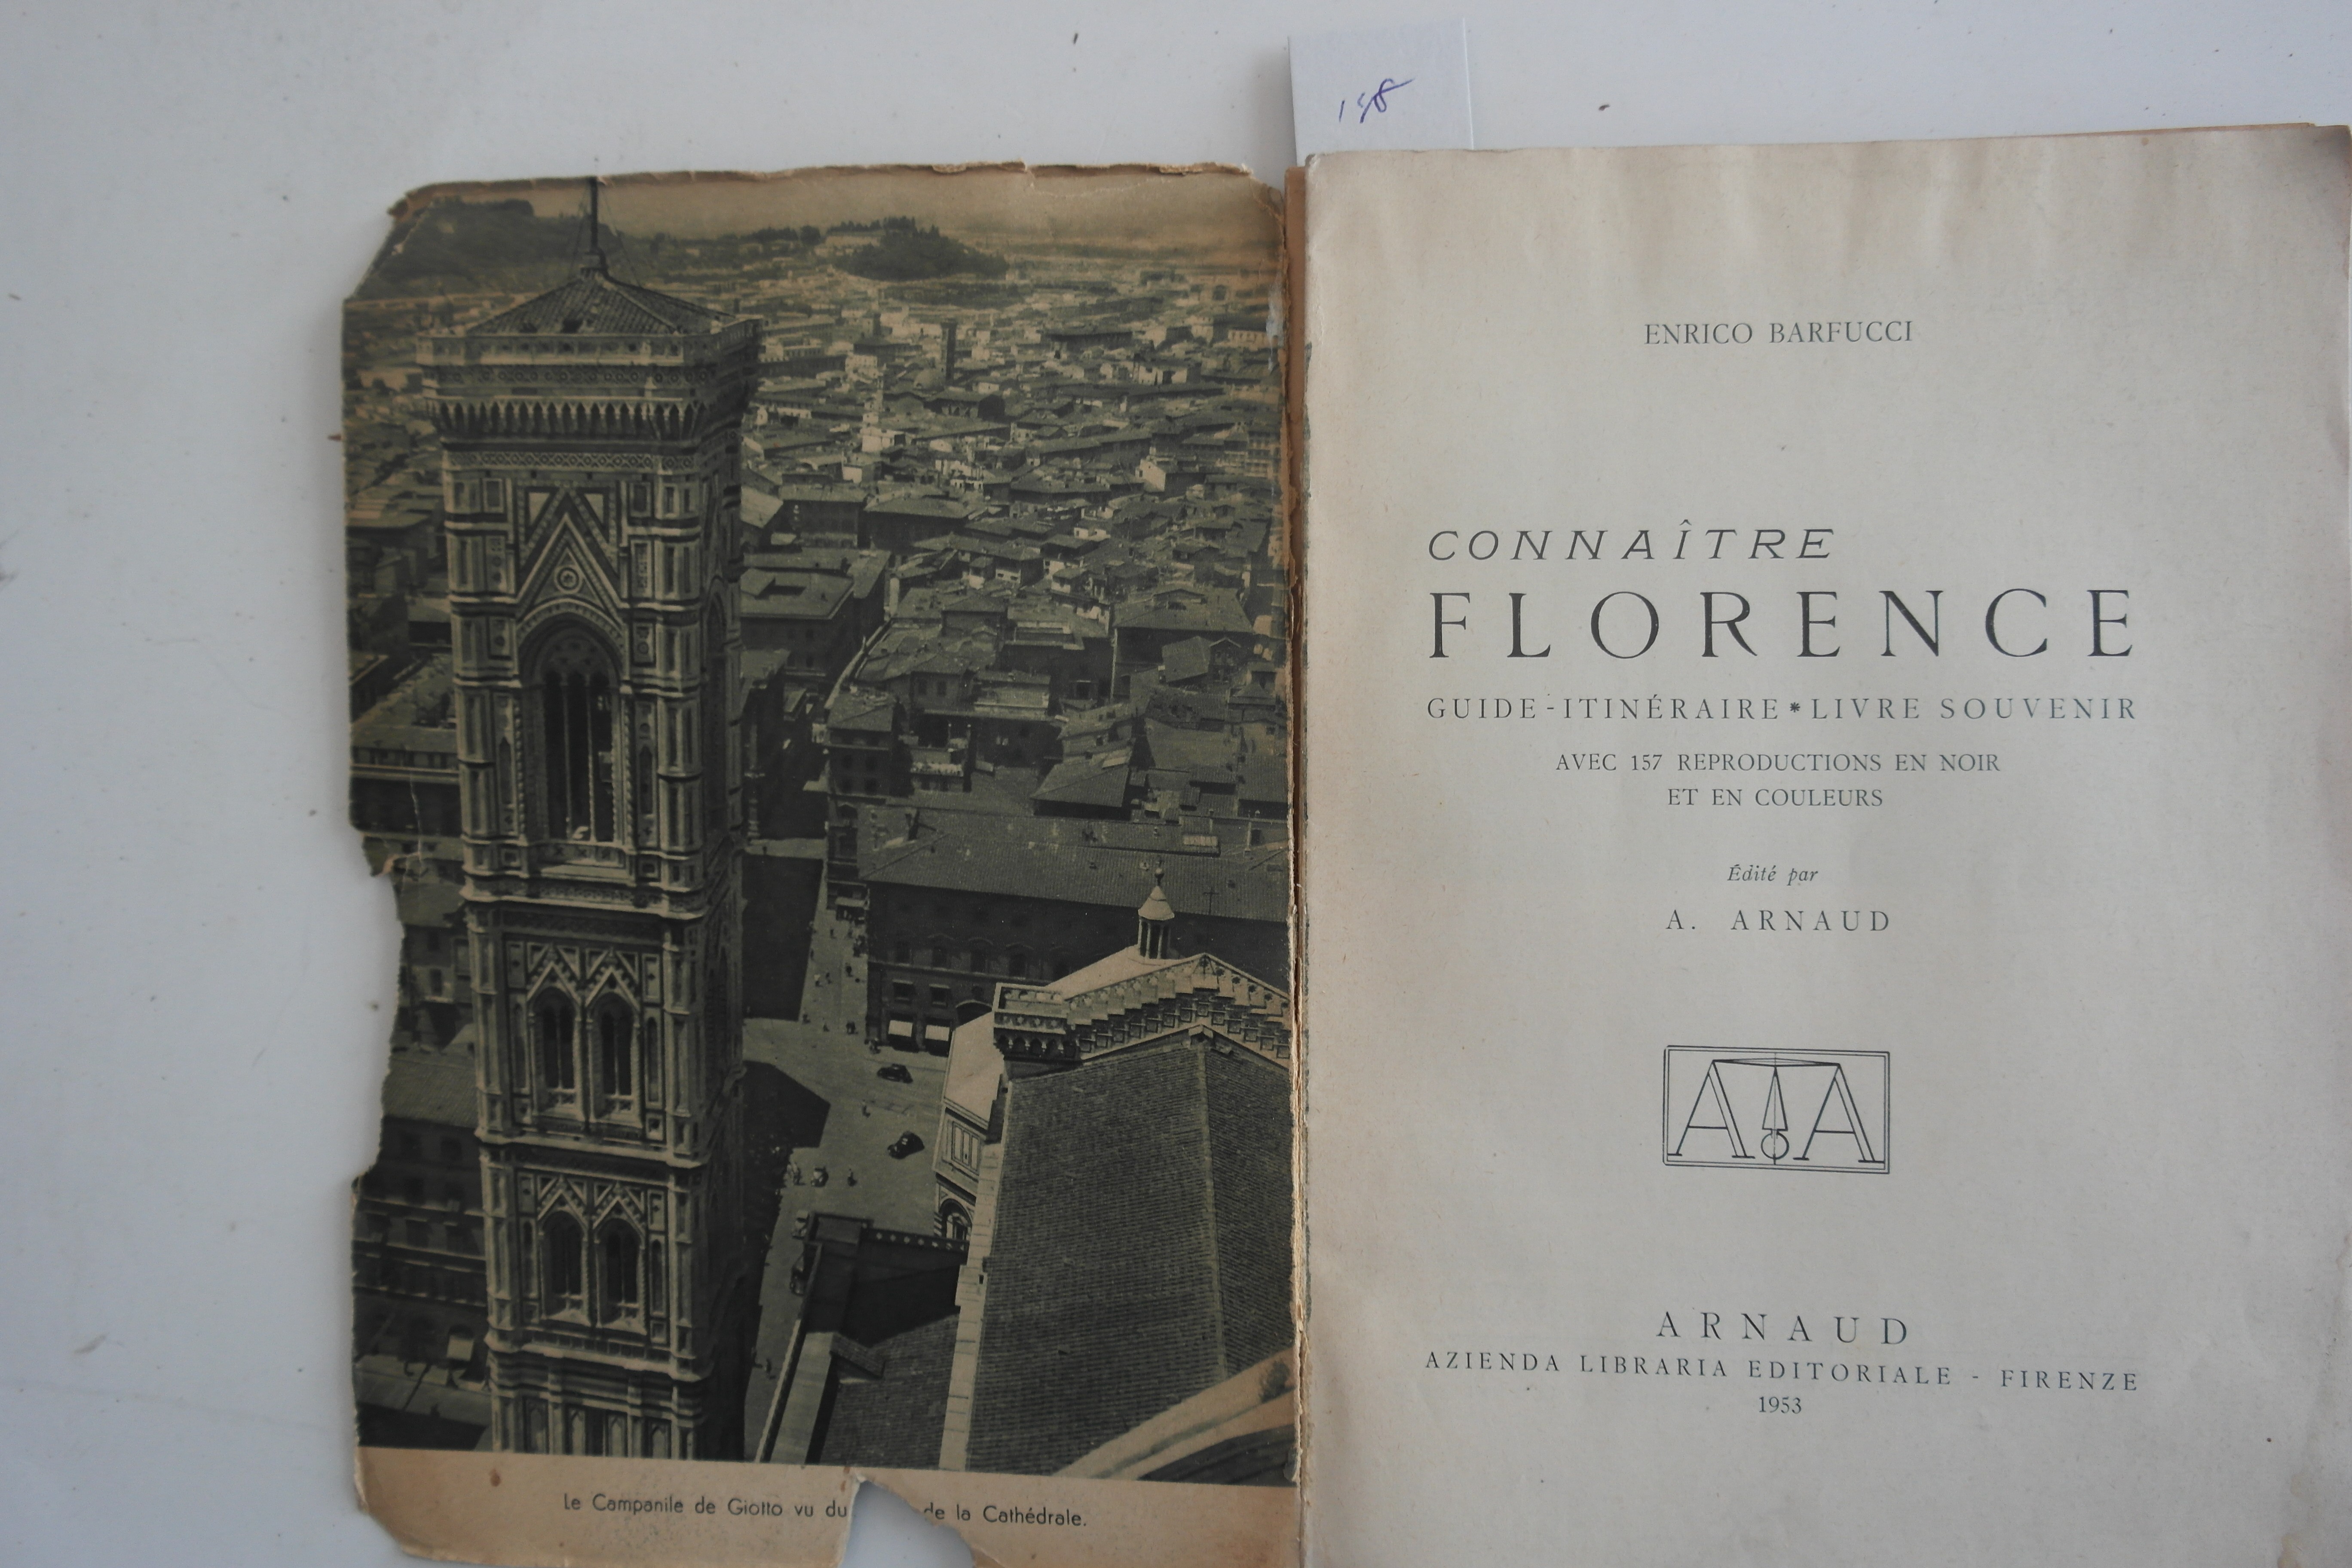 Le Campanile de Giotto vu du de la Cathédrale.
ENRICO BARFUCCI
CONNAÎTRE
FLORENCE
GUIDE-ITINÉRAIRE * LIVRE SOUVENIR
AVEC 157 REPRODUCTIONS EN NOIR
ET EN COULEURS
Édité par
A. ARNAUD
AA
ARNAUD
AZIENDA LIBRARIA EDITORIALE - FIRENZE
1953